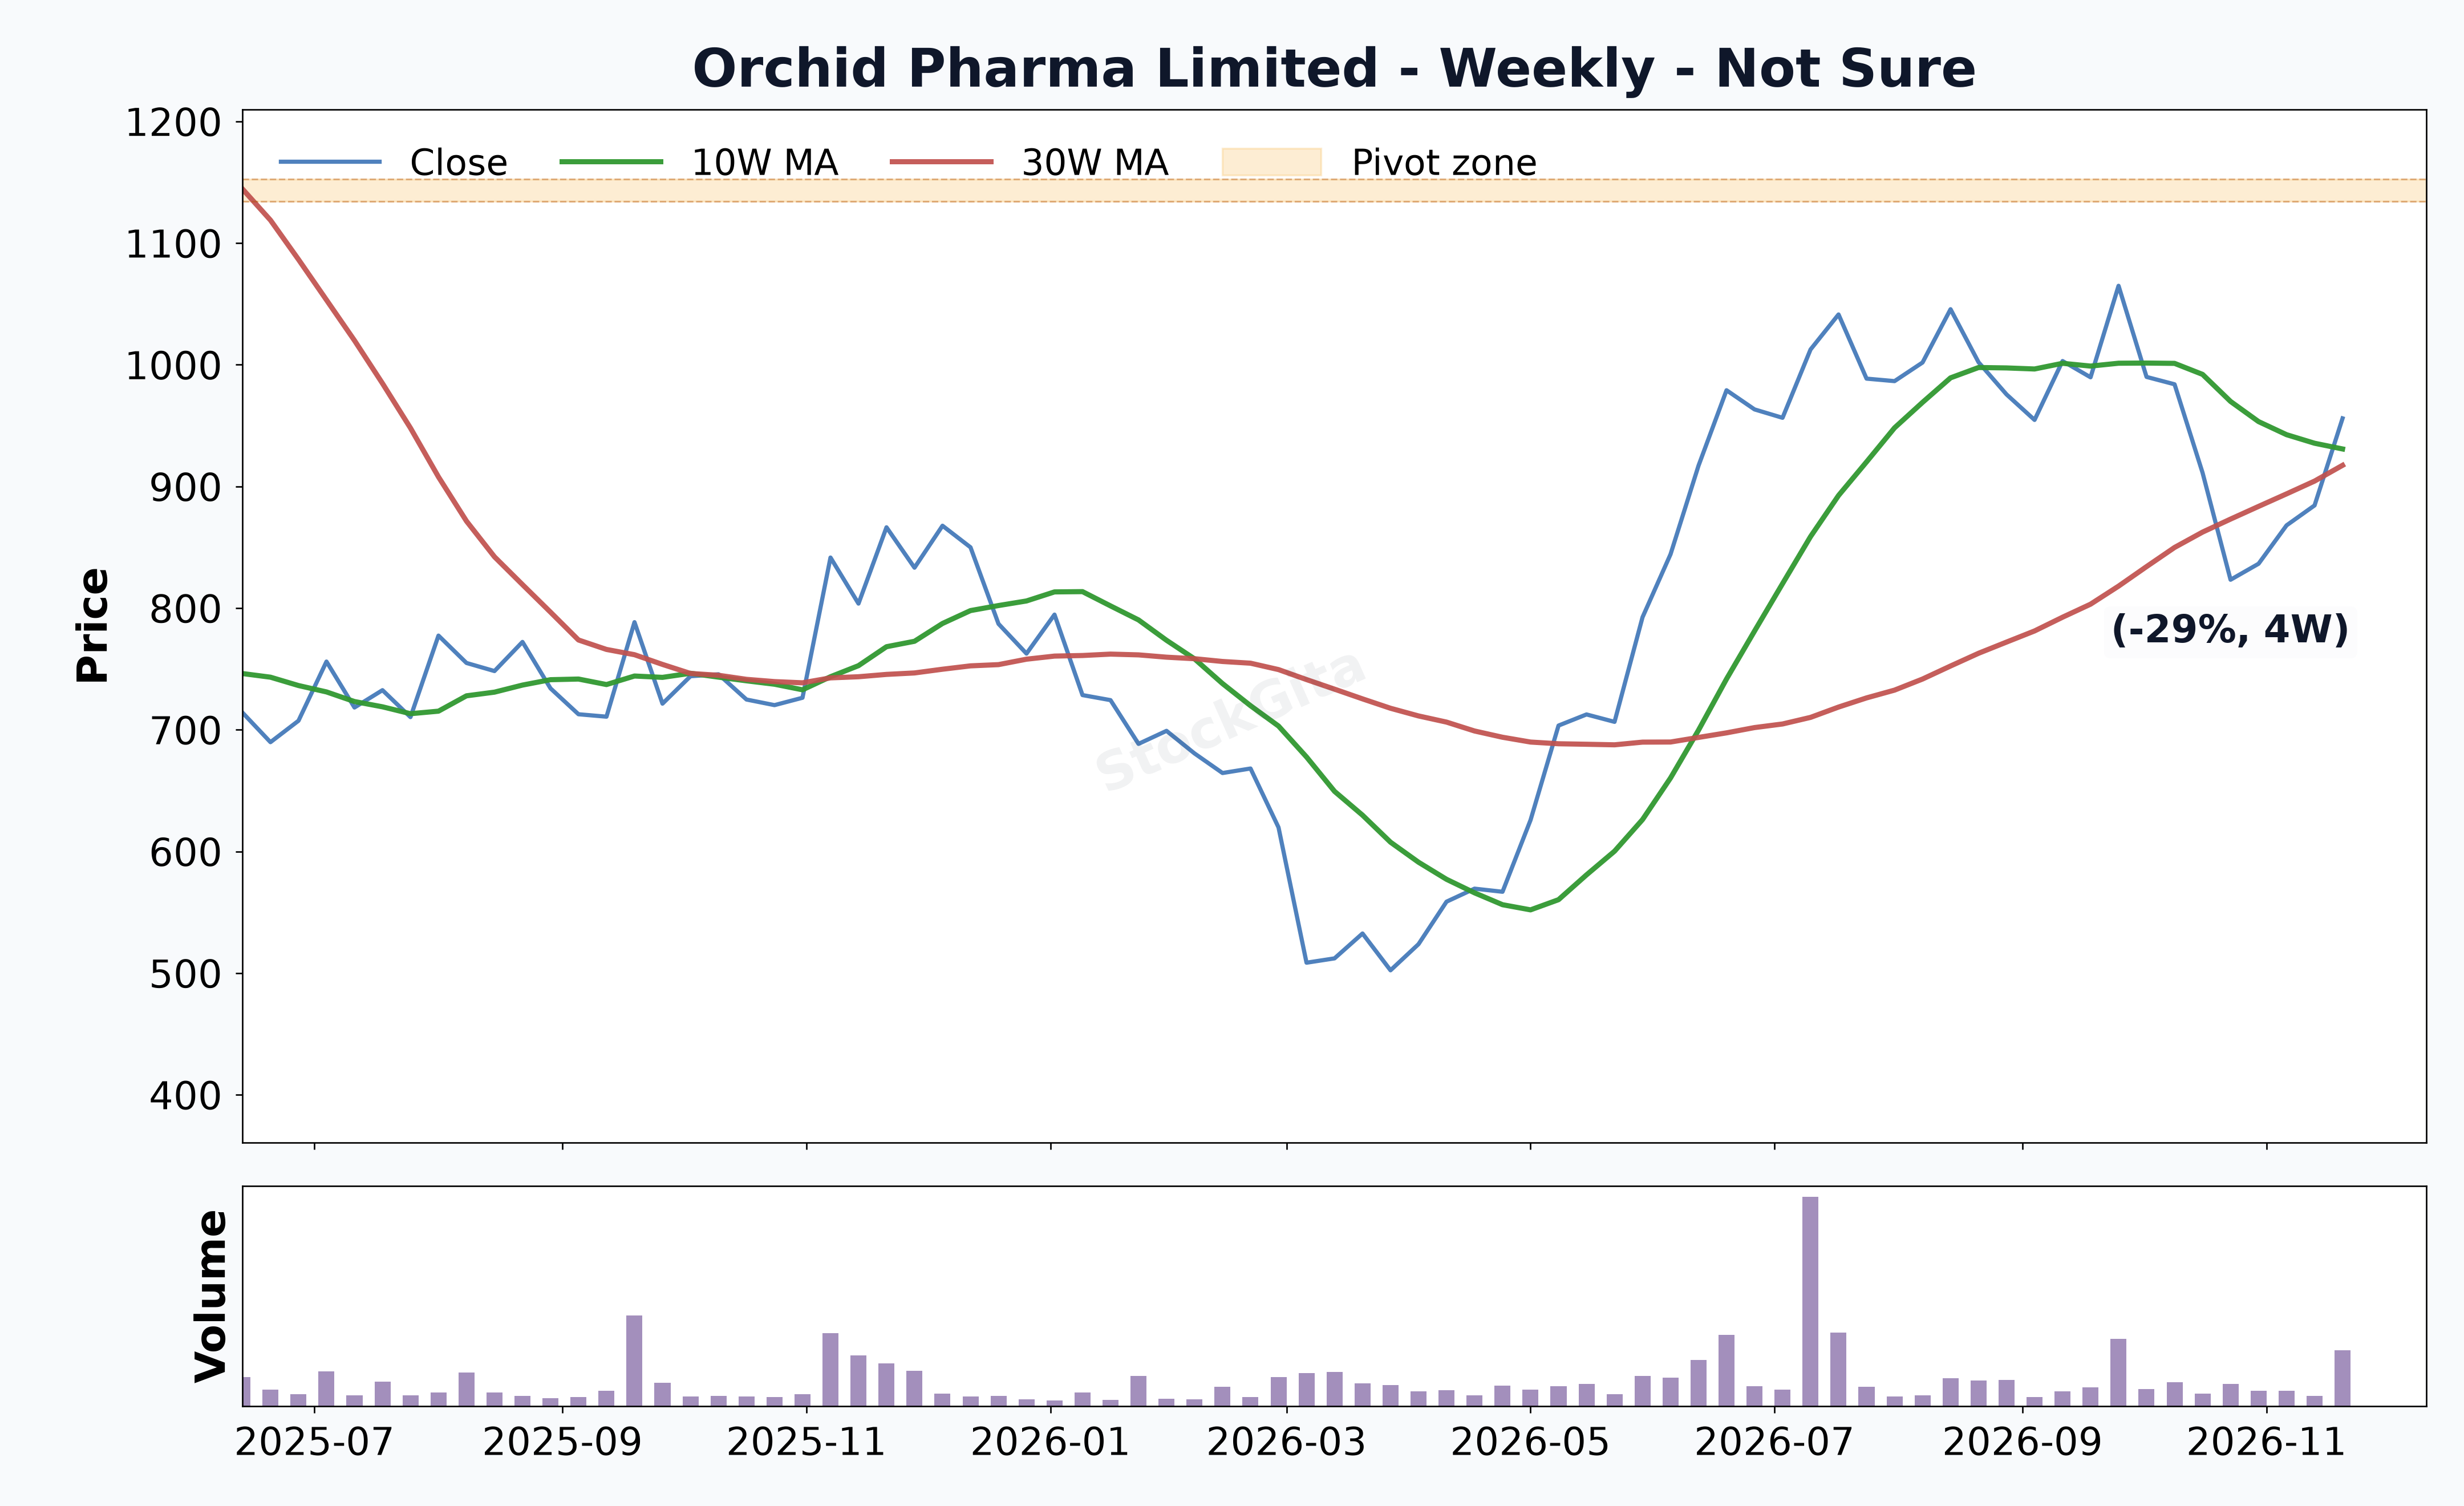 Orchid Pharma Limited - Weekly - Not Sure
Close 10W MA 30W MA Pivot zone
1200
1100
1000
900
800
700
600
500
400
Price
(-29%, 4W)
StockGita
Volume
2025-07 2025-09 2025-11 2026-01 2026-03 2026-05 2026-07 2026-09 2026-11